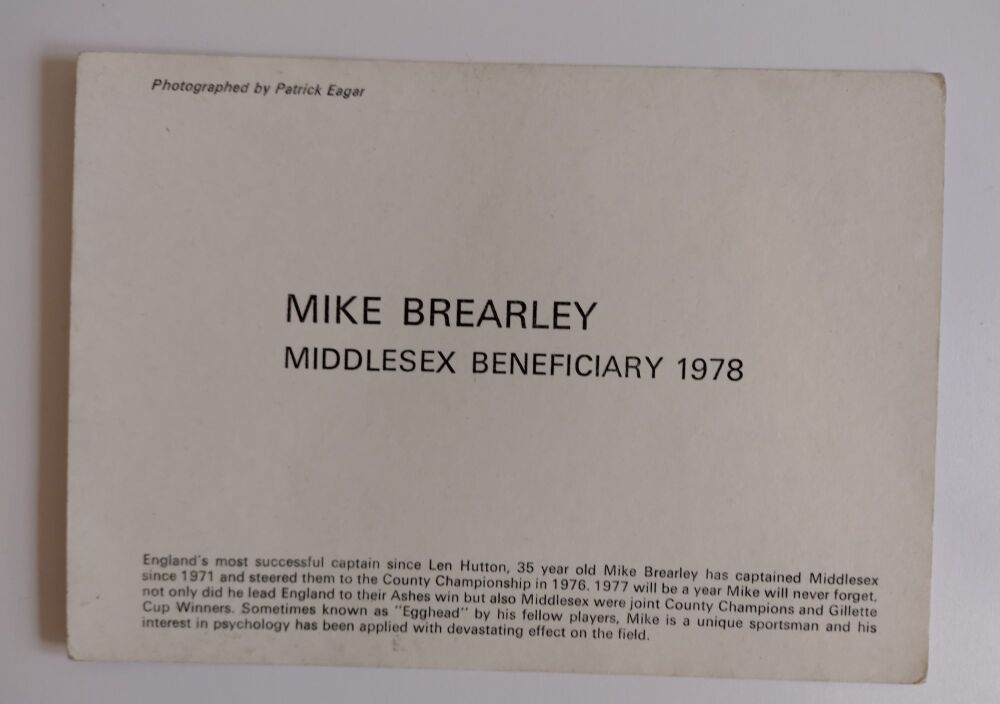 Photographed by Patrick Eagar
MIKE BREARLEY
MIDDLESEX BENEFICIARY 1978
England's most successful captain since Len Hutton, 35 year old Mike Brearley has captained Middlesex
since 1971 and steered them to the County Championship in 1976. 1977 will be a year Mike will never forget,
not only did he lead England to their Ashes win but also Middlesex were joint County Champions and Gillette
Cup Winners. Sometimes known as "Egghead" by his fellow players, Mike is a unique sportsman and his
interest in psychology has been applied with devastating effect on the field.